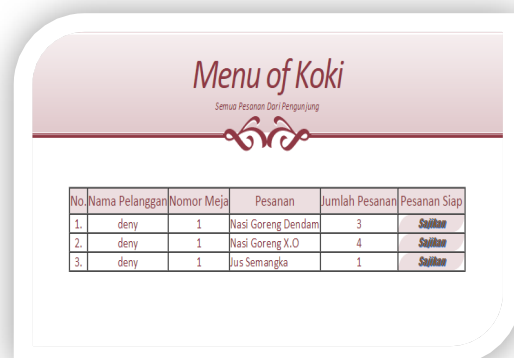 Menu of Koki
Semua Pesanan Dari Pengunjung
No. Nama Pelanggan Nomor Meja Pesanan Jumlah Pesanan Pesanan Siap
1. deny 1 Nasi Goreng Dendam 3 Sajikan
2. deny 1 Nasi Goreng X.O 4 Sajikan
3. deny 1 Jus Semangka 1 Sajikan